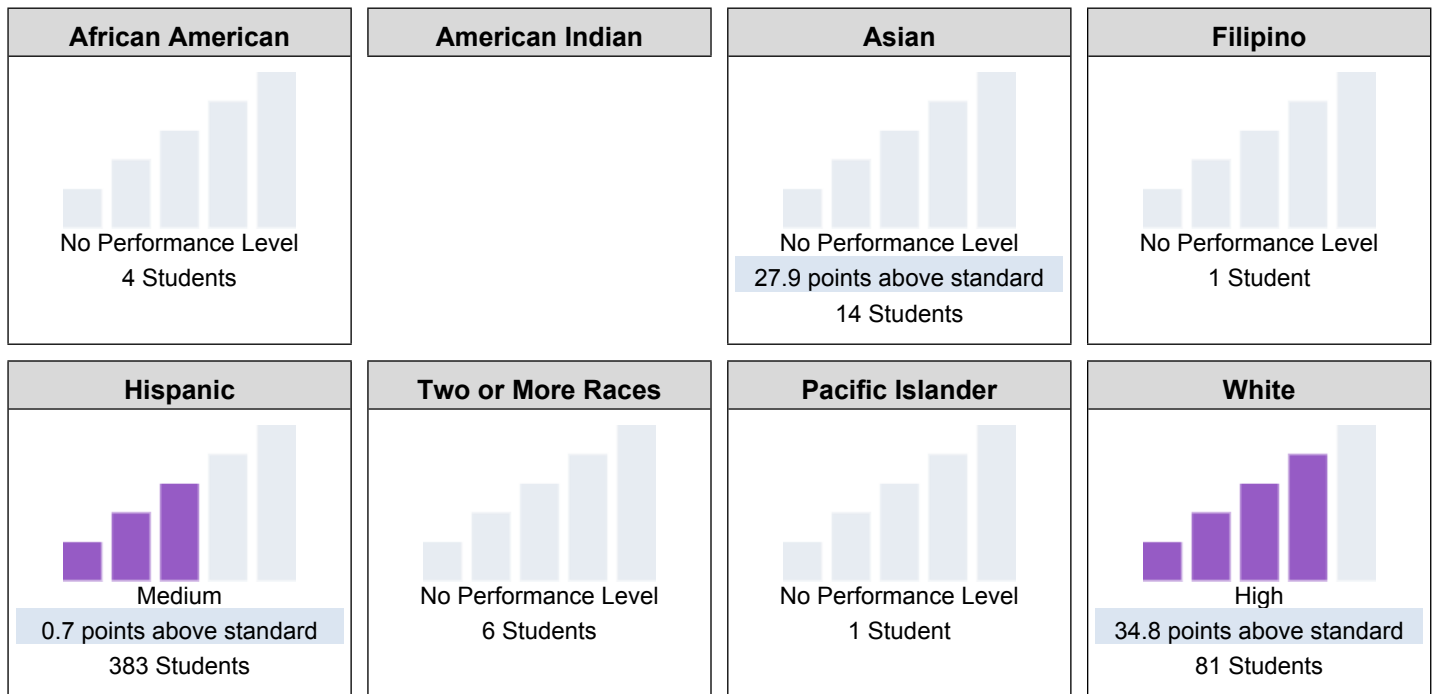 African American
No Performance Level
4 Students
American Indian
Asian
No Performance Level
27.9 points above standard
14 Students
Filipino
No Performance Level
1 Student
Hispanic
Medium
0.7 points above standard
383 Students
Two or More Races
No Performance Level
6 Students
Pacific Islander
No Performance Level
1 Student
White
High
34.8 points above standard
81 Students